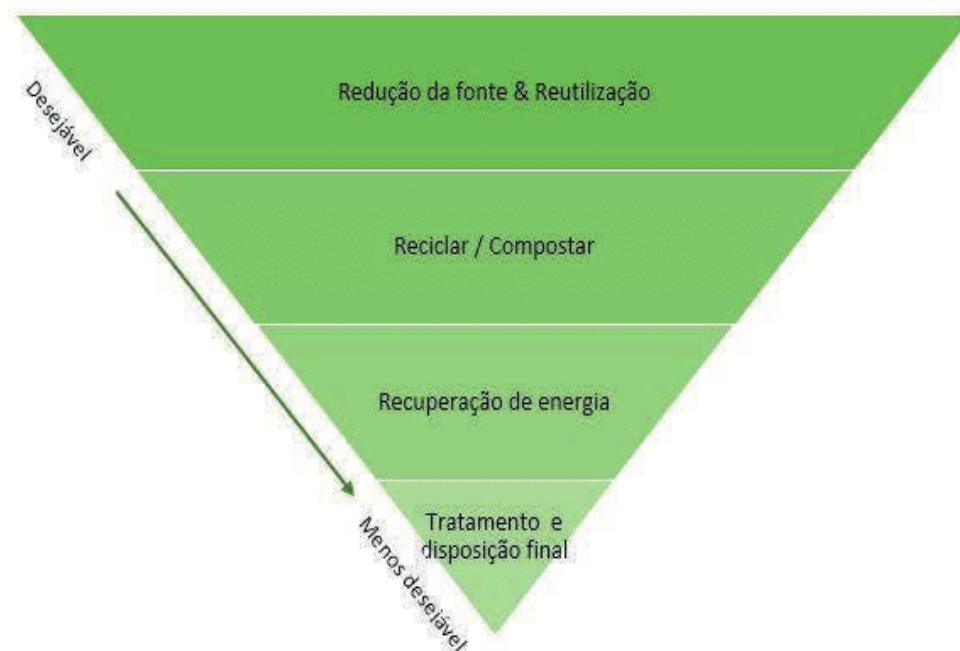 Redução da fonte & Reutilização
Desejável
Reciclar / Compostar
Recuperação de energia
Tratamento e
disposição final
Menos desejável